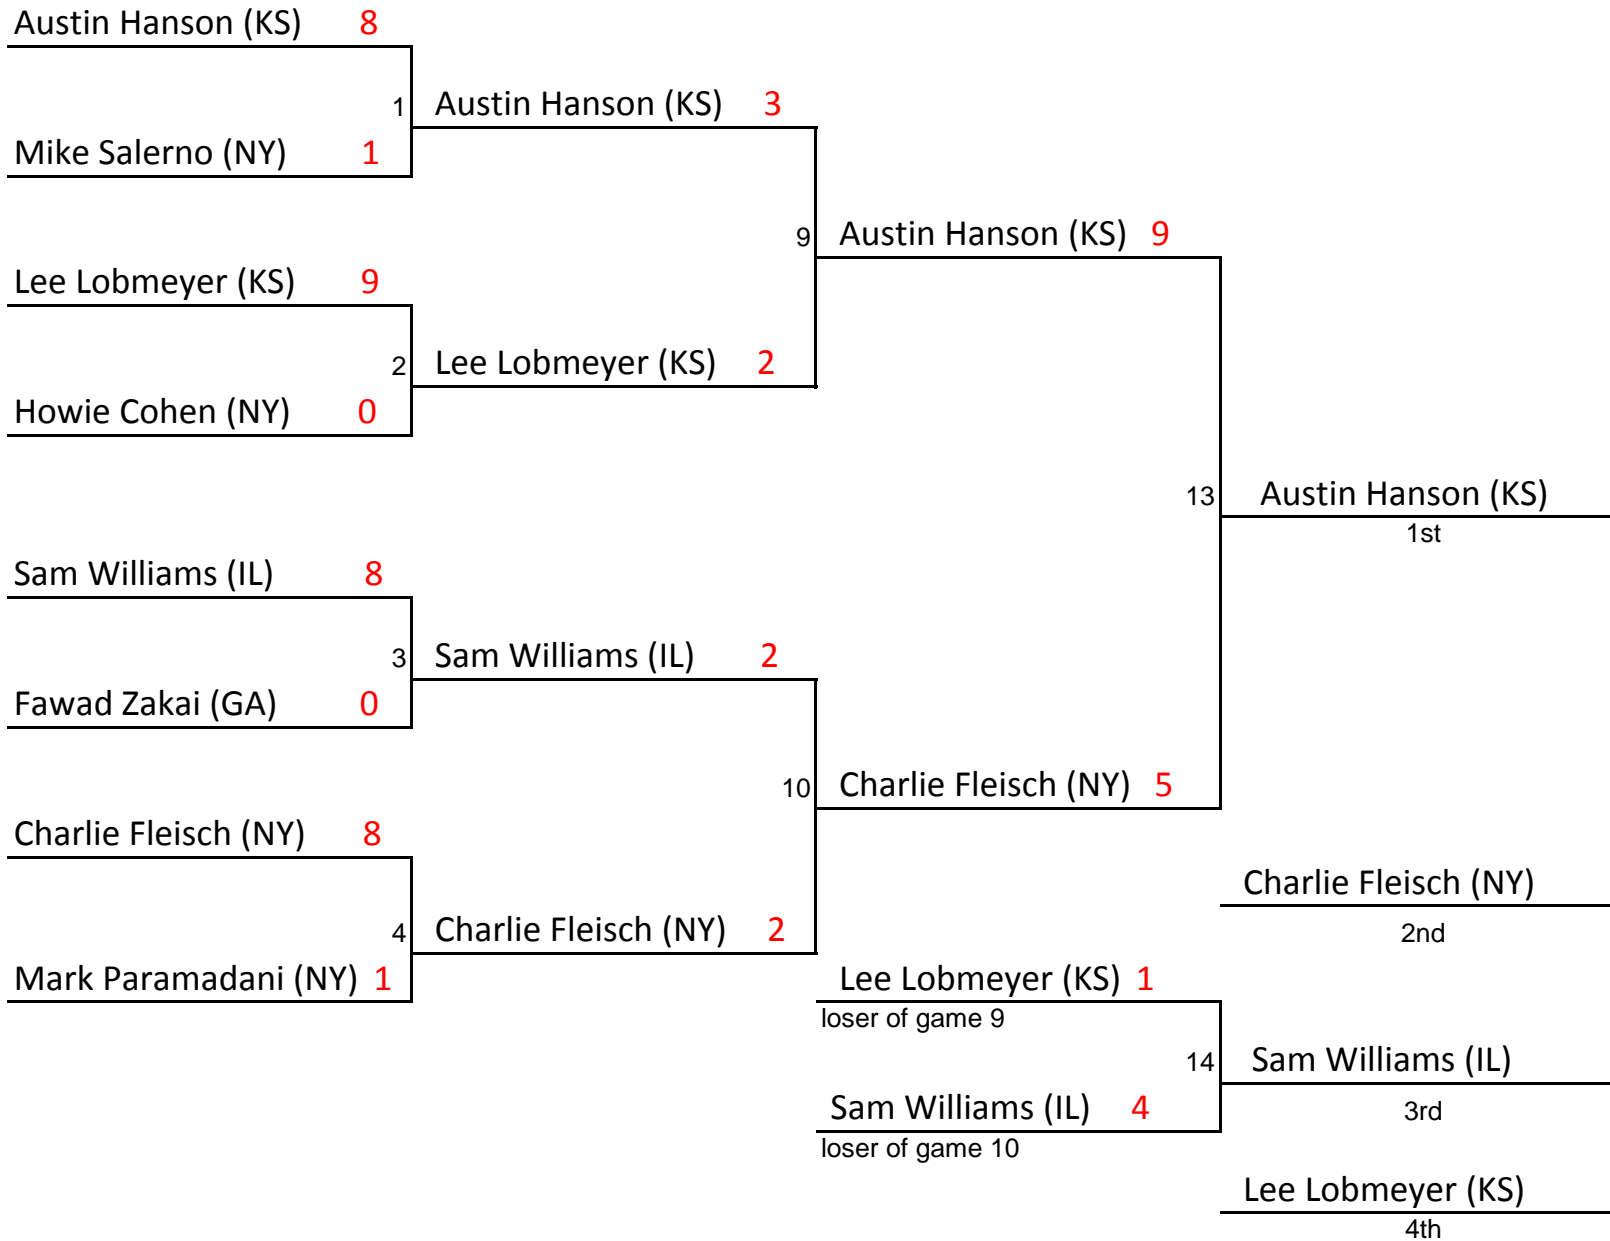 Austin Hanson (KS) 8
1 Austin Hanson (KS) 3
Mike Salerno (NY) 1
9 Austin Hanson (KS) 9
Lee Lobmeyer (KS) 9
2 Lee Lobmeyer (KS) 2
Howie Cohen (NY) 0
13 Austin Hanson (KS)
1st
Sam Williams (IL) 8
3 Sam Williams (IL) 2
Fawad Zakai (GA) 0
10 Charlie Fleisch (NY) 5
Charlie Fleisch (NY) 8
Charlie Fleisch (NY)
4 Charlie Fleisch (NY) 2
2nd
Mark Paramadani (NY) 1
Lee Lobmeyer (KS) 1
loser of game 9
14 Sam Williams (IL)
Sam Williams (IL) 4
3rd
loser of game 10
Lee Lobmeyer (KS)
4th